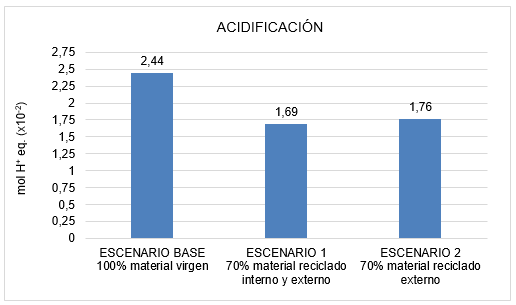 ACIDIFICACIÓN
mol H⁺ eq. (x10⁻²)
2,75
2,5
2,25
2
1,75
1,5
1,25
1
0,75
0,5
0,25
0
2,44
1,69
1,76
ESCENARIO BASE
100% material virgen
ESCENARIO 1
70% material reciclado
interno y externo
ESCENARIO 2
70% material reciclado
externo